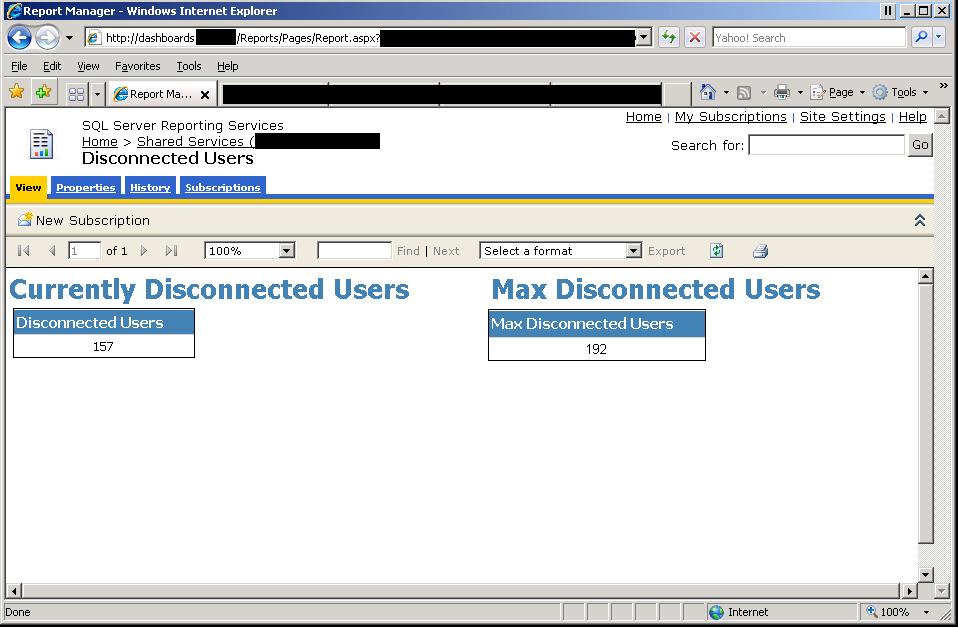 Report Manager - Windows Internet Explorer
http://dashboards /Reports/Pages/Report.aspx?
Yahoo! Search
File Edit View Favorites Tools Help
Report Ma... Page Tools »
SQL Server Reporting Services
Home | My Subscriptions | Site Settings | Help
Home > Shared Services (
Disconnected Users
Search for: Go
View Properties History Subscriptions
New Subscription
1 of 1 100% Find | Next Select a format Export
Currently Disconnected Users Max Disconnected Users
Disconnected Users Max Disconnected Users
157 192
Done Internet 100%